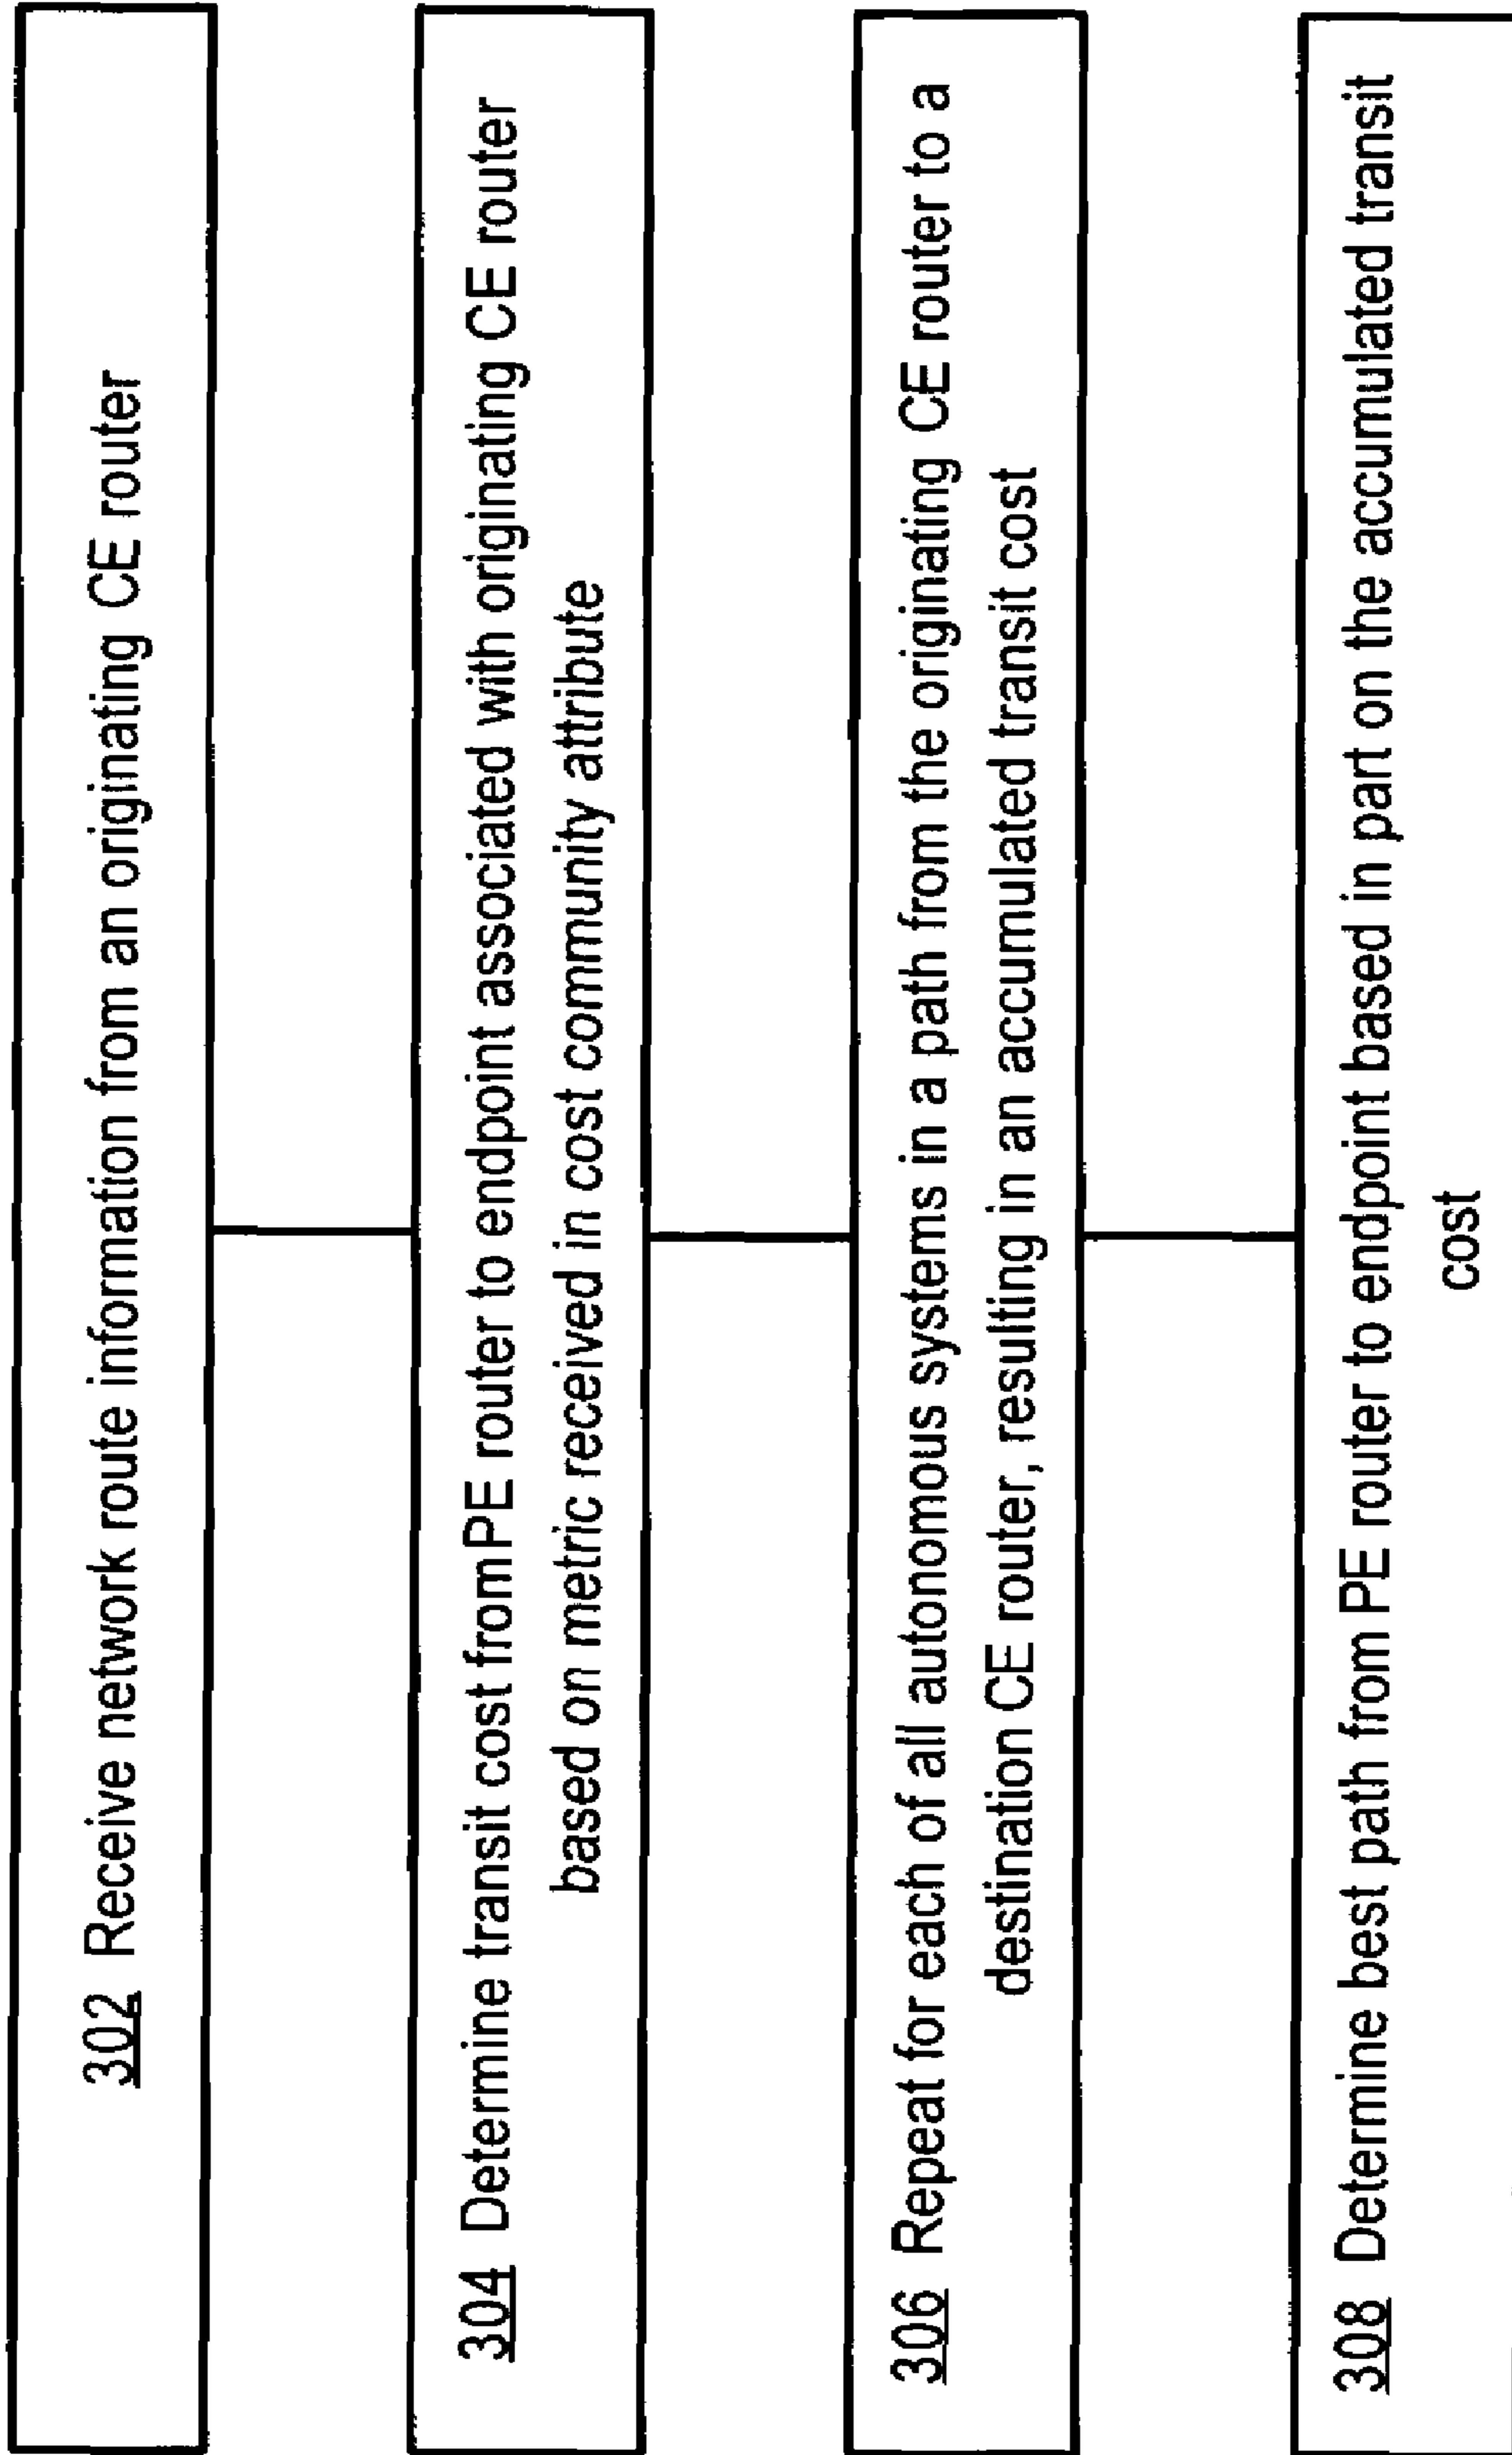 302 Receive network route information from an originating CE router
304 Determine transit cost fromPE router to endpoint associated with originating CE router
based on metric received in cost community attribute
306 Repeat for each of all autonomous systems in a path from the originating CE router to a
destination CE router, resulting in an accumulated transit cost
308 Determine best path from PE router to endpoint based in part on the accumulated transit
cost